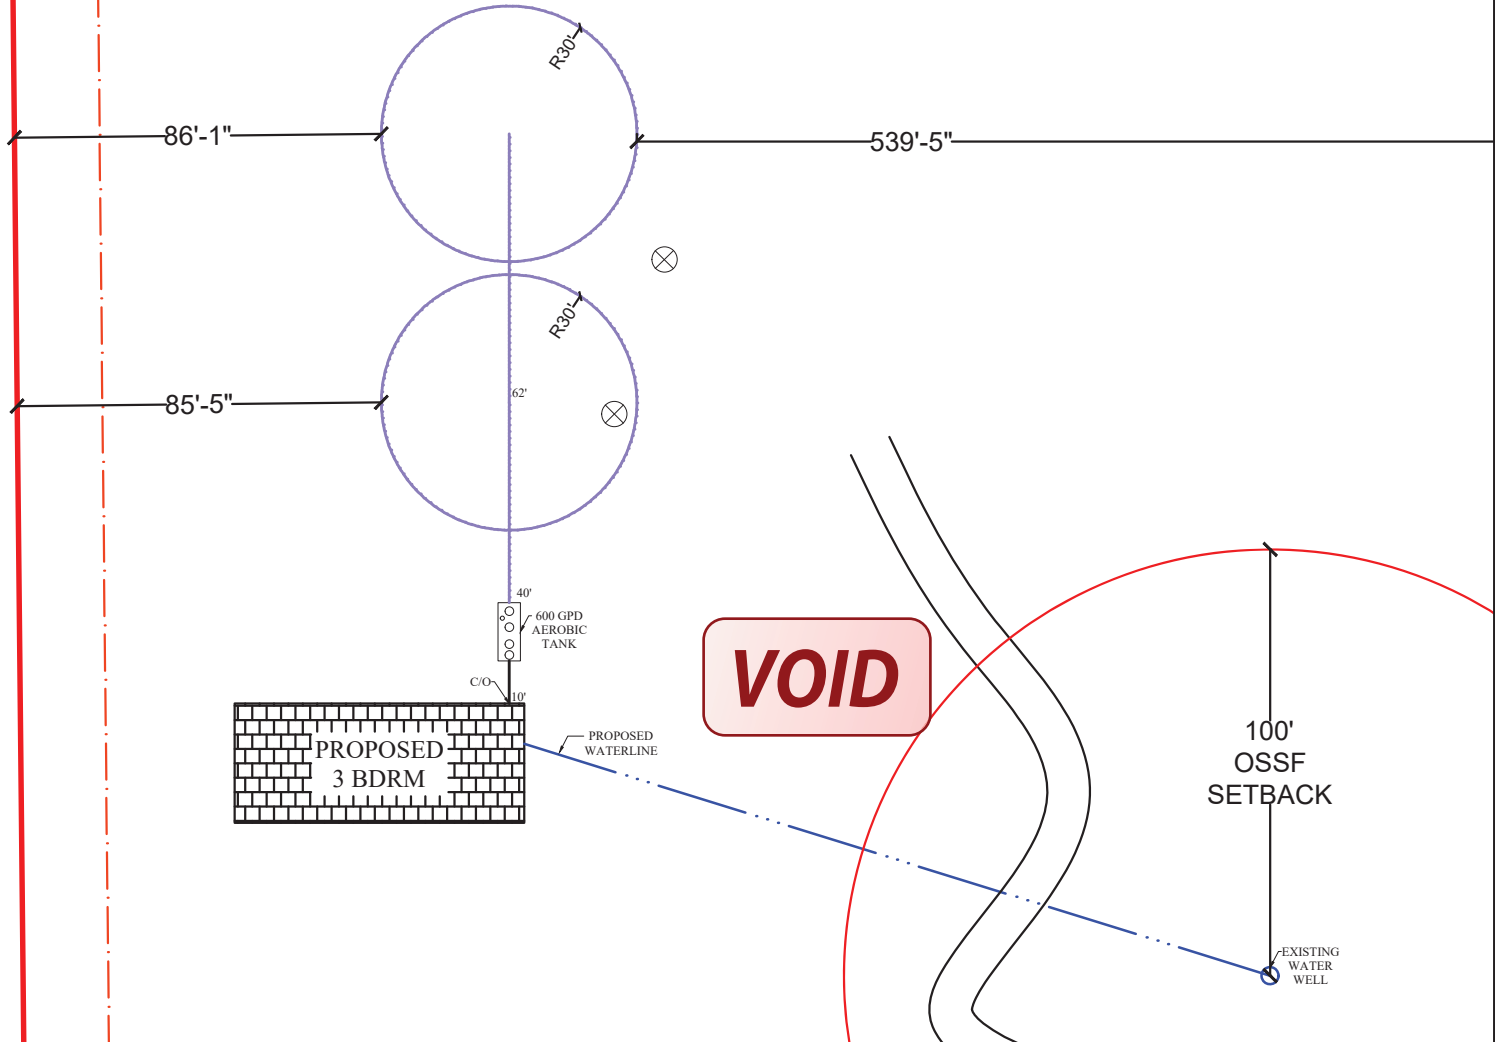 R30'
86'-1"
539'-5"
R30'
62'
85'-5"
40'
600 GPD
AEROBIC
TANK
C/O
10'
VOID
PROPOSED
3 BDRM
PROPOSED
WATERLINE
100'
OSSF
SETBACK
EXISTING
WATER
WELL